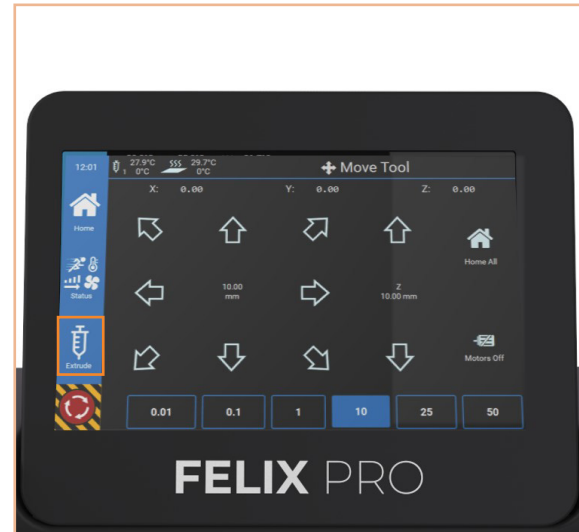 12:01
27.9°C 29.7°C
1 0°C 0°C
Move Tool
X: 0.00 Y: 0.00 Z: 0.00
Home
Home All
Status
10.00
mm
Z
10.00 mm
Extrude
Motors Off
0.01 0.1 1 10 25 50
FELIX PRO